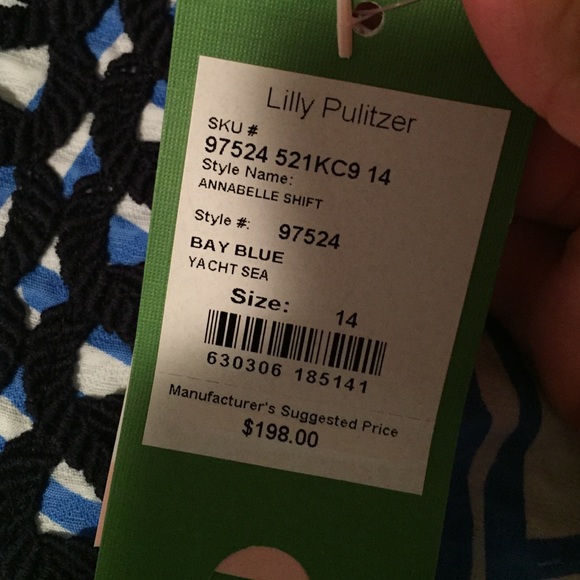 Lilly Pulitzer
SKU #
97524 521KC9 14
Style Name:
ANNABELLE SHIFT
Style #: 97524
BAY BLUE
YACHT SEA
Size: 14
630306 185141
Manufacturer's Suggested Price
$198.00